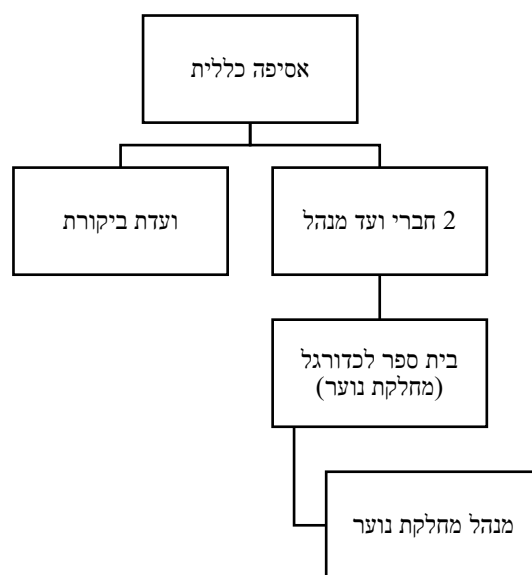 אסיפה כללית
2 חברי ועד מנהל
ועדת ביקורת
בית ספר לכדורגל
(מחלקת נוער)
מנהל מחלקת נוער